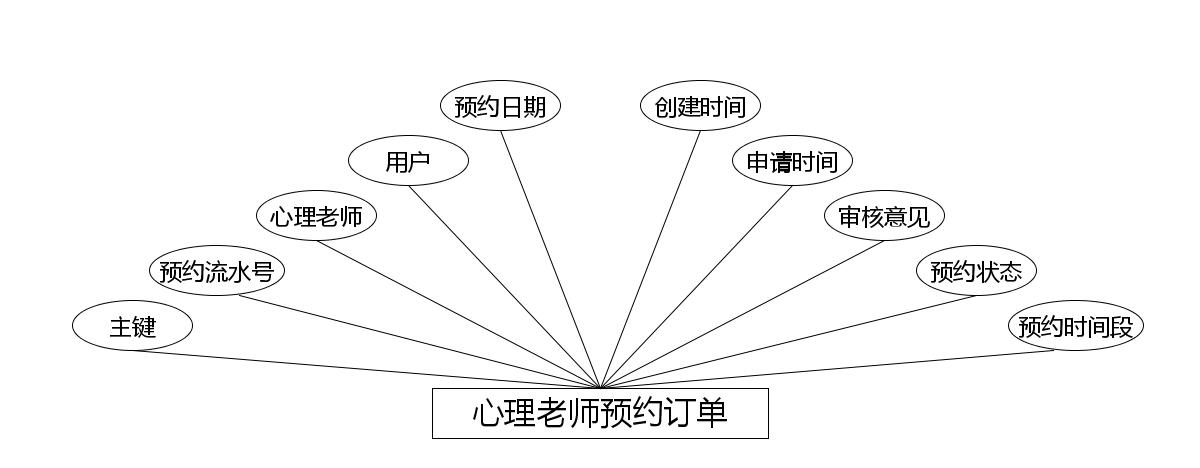 预约日期
创建时间
用户
申请时间
心理老师
审核意见
预约流水号
预约状态
主键
预约时间段
心理老师预约订单